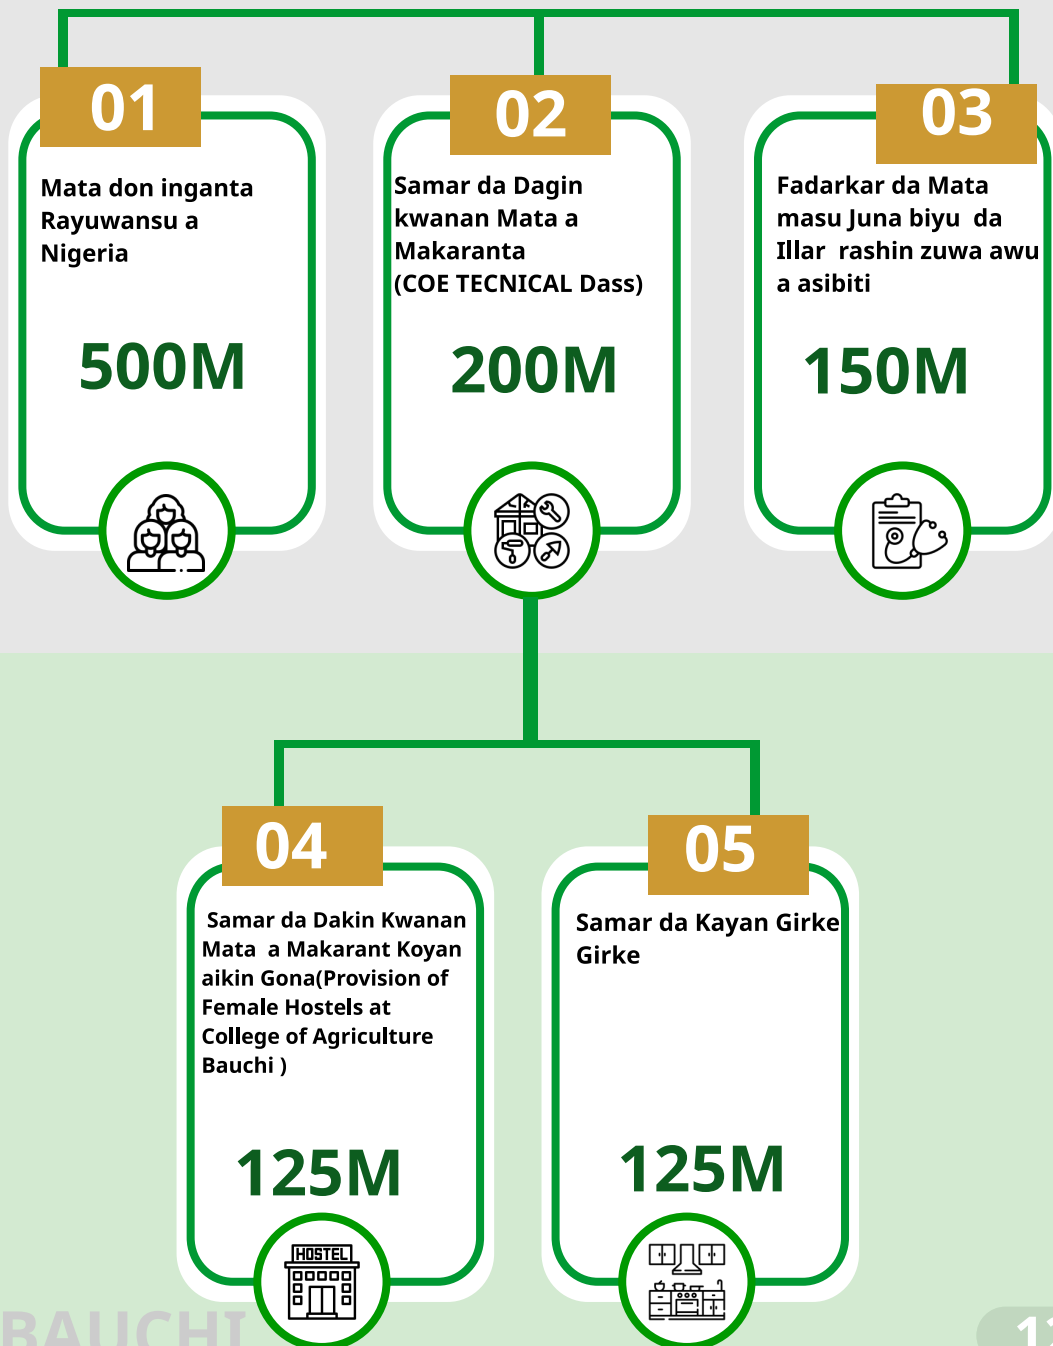 01
Mata don inganta
Rayuwansu a
Nigeria
500M
02
Samar da Dagin
kwanan Mata a
Makaranta
(COE TECNICAL Dass)
200M
03
Fadarkar da Mata
masu Juna biyu da
Illar rashin zuwa awu
a asibiti
150M
04
Samar da Dakin Kwanan
Mata a Makarant Koyan
aikin Gona(Provision of
Female Hostels at
College of Agriculture
Bauchi )
125M
HOSTEL
05
Samar da Kayan Girke
Girke
125M
BAUCHI